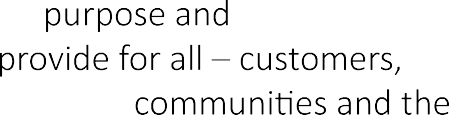 purpose and
provide for all – customers,
communities and the